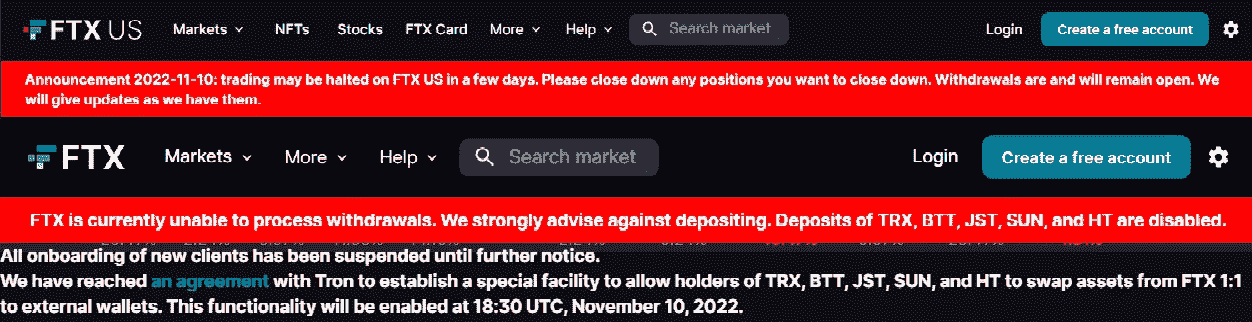 FTX US Markets NFTs Stocks FTX Card More Help Search market Login Create a free account
Announcement 2022-11-10: trading may be halted on FTX US in a few days. Please close down any positions you want to close down. Withdrawals are and will remain open. We
will give updates as we have them.
FTX Markets More Help Search market Login Create a free account
FTX is currently unable to process withdrawals. We strongly advise against depositing. Deposits of TRX, BTT, JST, SUN, and HT are disabled.
All onboarding of new clients has been suspended until further notice.
We have reached an agreement with Tron to establish a special facility to allow holders of TRX, BTT, JST, SUN, and HT to swap assets from FTX 1:1
to external wallets. This functionality will be enabled at 18:30 UTC, November 10, 2022.